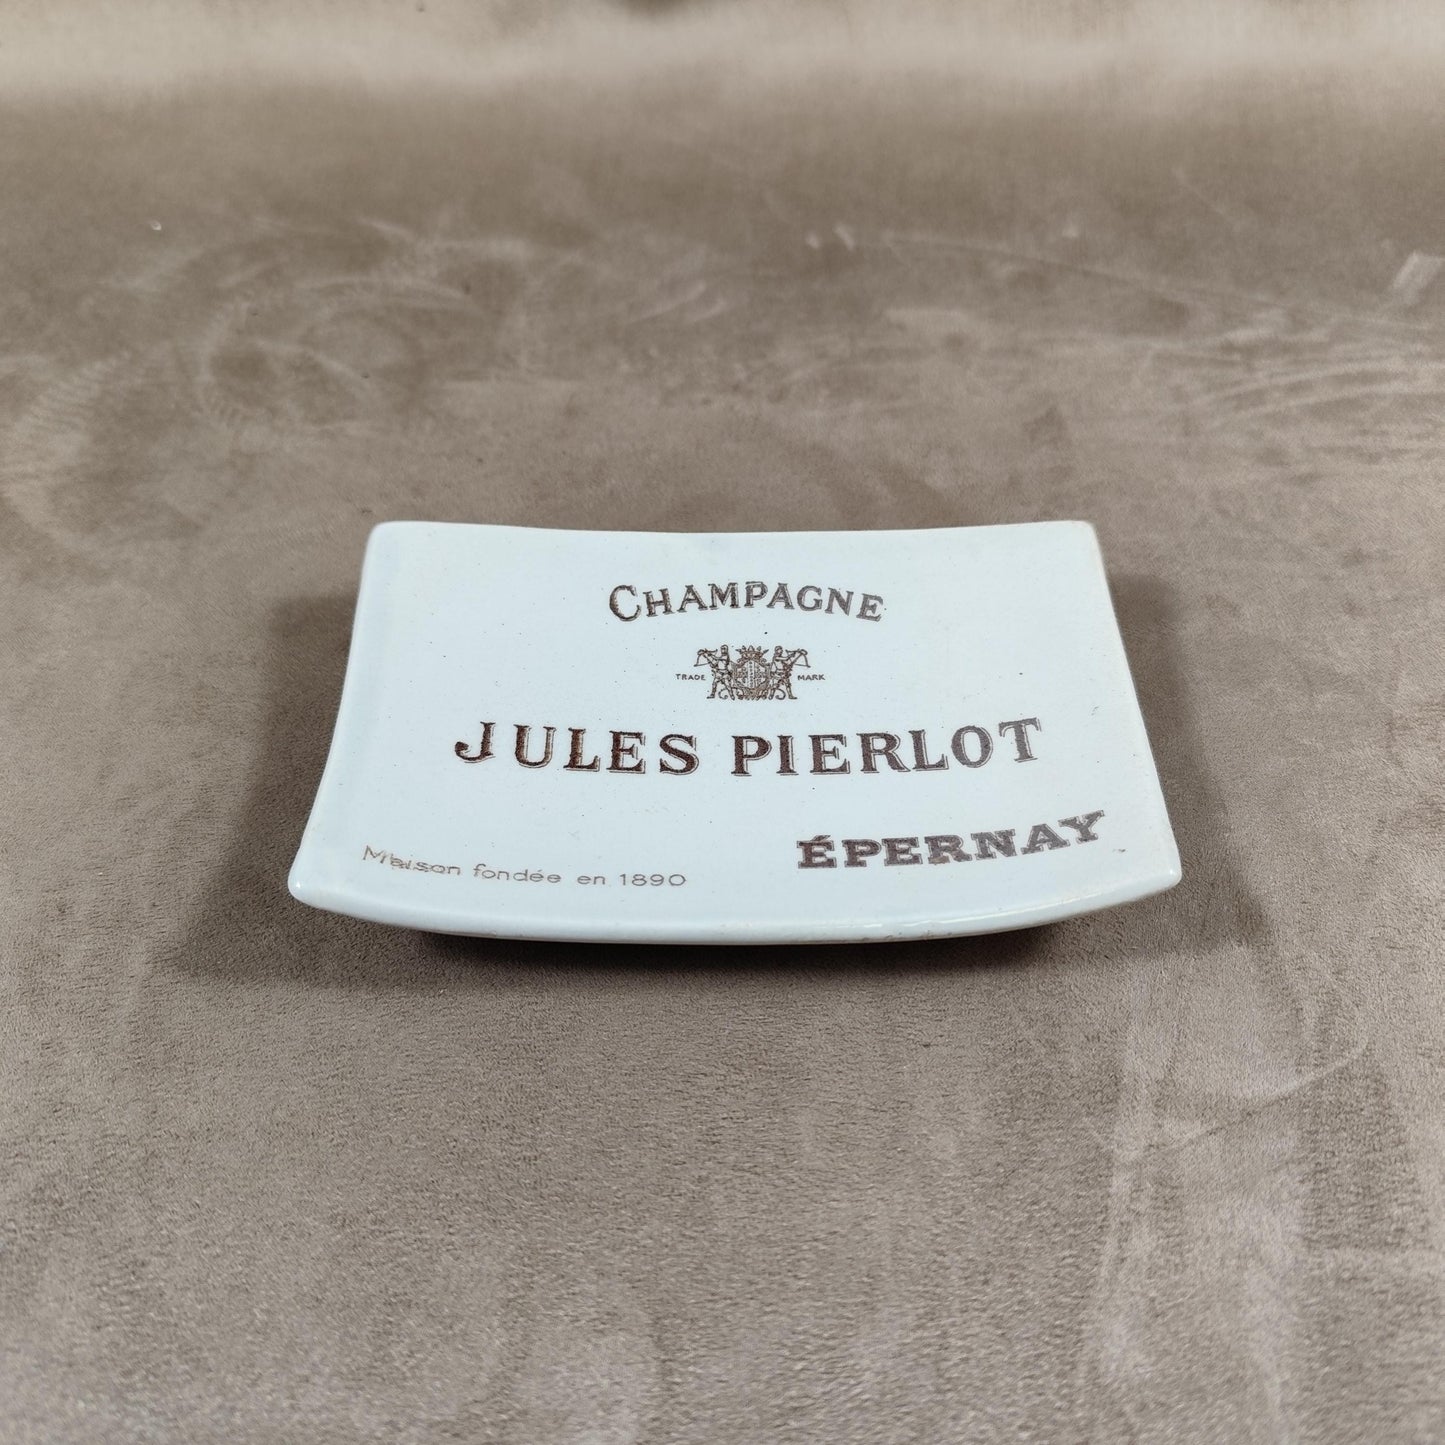 CHAMPAGNE
TRADE MARK
JULES PIERLOT
ÉPERNAY
Maison fondée en 1890